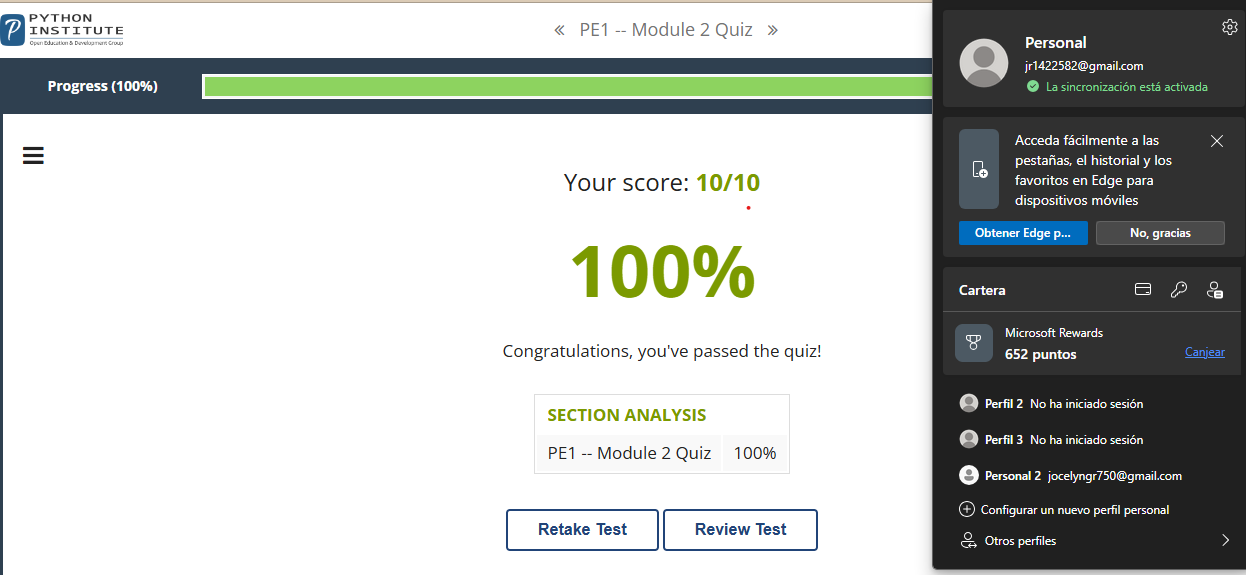 PYTHON
INSTITUTE
Open Education & Development Group
« PE1 -- Module 2 Quiz »
Progress (100%)
Your score: 10/10
100%
Congratulations, you've passed the quiz!
SECTION ANALYSIS
PE1 -- Module 2 Quiz 100%
Retake Test Review Test
Personal
jr1422582@gmail.com
La sincronización está activada
Acceda fácilmente a las
pestañas, el historial y los
favoritos en Edge para
dispositivos móviles
Obtener Edge p... No, gracias
Cartera
Microsoft Rewards
652 puntos Canjear
Perfil 2 No ha iniciado sesión
Perfil 3 No ha iniciado sesión
Personal 2 jocelyngr750@gmail.com
Configurar un nuevo perfil personal
Otros perfiles